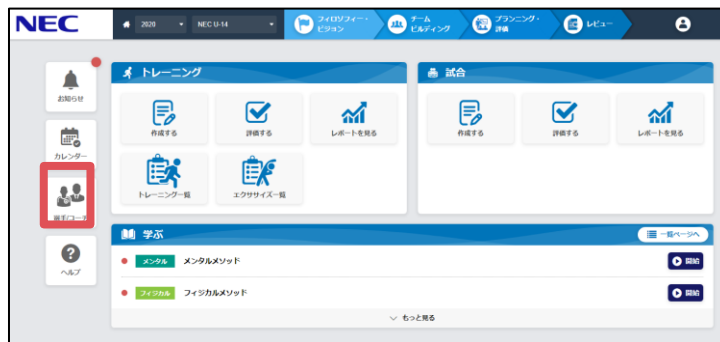 NEC
2020
NEC U-14
フィロソフィー・
ビジョン
チーム
ビルディング
プランニング・
評価
レビュー
お知らせ
カレンダー
選手/コーチ
ヘルプ
トレーニング
作成する
評価する
レポートを見る
トレーニング一覧
エクササイズ一覧
試合
作成する
評価する
レポートを見る
学ぶ
一覧ページへ
メンタル
メンタルメソッド
開始
フィジカル
フィジカルメソッド
開始
もっと見る